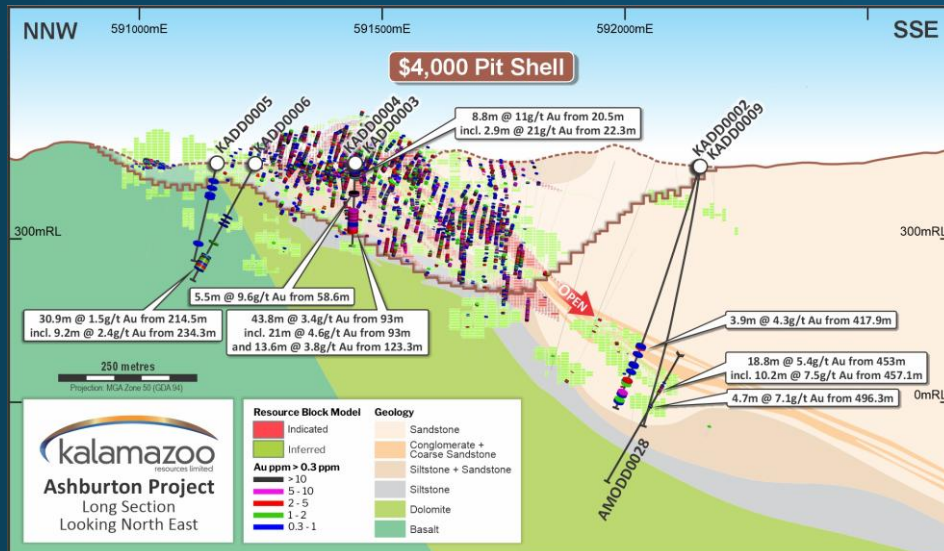 NNW
591000mE
591500mE
592000mE
SSE
$4,000 Pit Shell
KADD0005
KADD0006
KADD0004
KADD0003
KADD0002
KADD0009
8.8m @ 11g/t Au from 20.5m
incl. 2.9m @ 21g/t Au from 22.3m
300mRL
300mRL
OPEN
5.5m @ 9.6g/t Au from 58.6m
30.9m @ 1.5g/t Au from 214.5m
incl. 9.2m @ 2.4g/t Au from 234.3m
43.8m @ 3.4g/t Au from 93m
incl. 21m @ 4.6g/t Au from 93m
and 13.6m @ 3.8g/t Au from 123.3m
3.9m @ 4.3g/t Au from 417.9m
18.8m @ 5.4g/t Au from 453m
incl. 10.2m @ 7.5g/t Au from 457.1m
4.7m @ 7.1g/t Au from 496.3m
0mRL
AMODD0028
250 metres
Projection: MGA Zone 50 (GDA 94)
kalamazoo
resources limited
Ashburton Project
Long Section
Looking North East
Resource Block Model
Indicated
Inferred
Au ppm > 0.3 ppm
> 10
5 - 10
2 - 5
1 - 2
0.3 - 1
Geology
Sandstone
Conglomerate +
Coarse Sandstone
Siltstone + Sandstone
Siltstone
Dolomite
Basalt